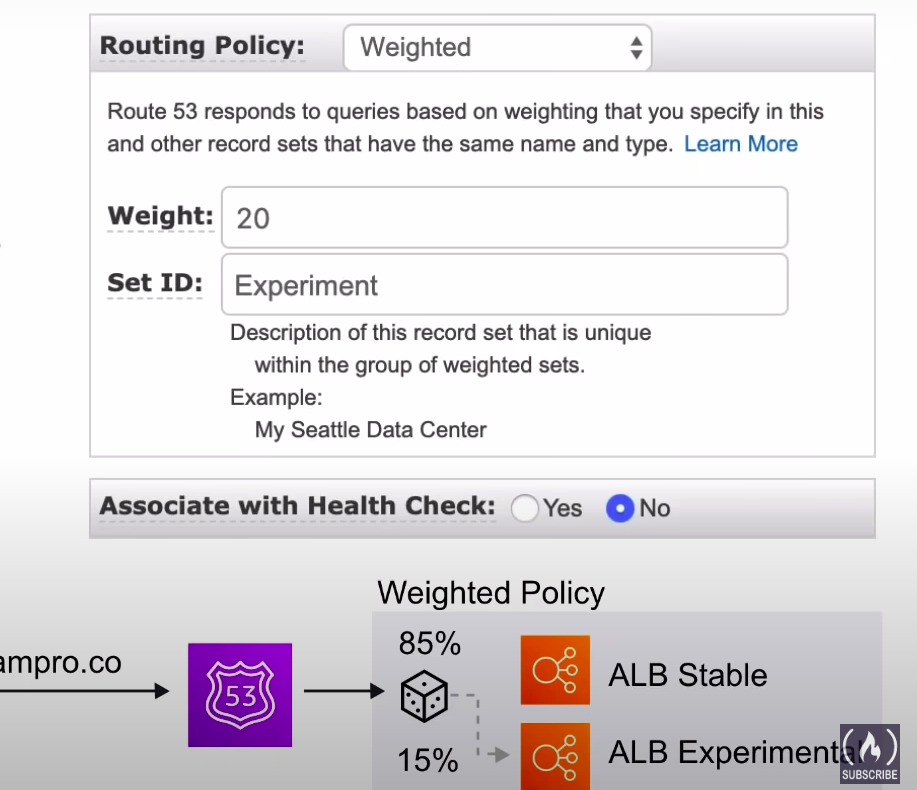 Routing Policy: Weighted
Route 53 responds to queries based on weighting that you specify in this
and other record sets that have the same name and type. Learn More
Weight: 20
Set ID: Experiment
Description of this record set that is unique
within the group of weighted sets.
Example:
My Seattle Data Center
Associate with Health Check: Yes No
Weighted Policy
ampro.co
53
85%
ALB Stable
15%
ALB Experimental
SUBSCRIBE